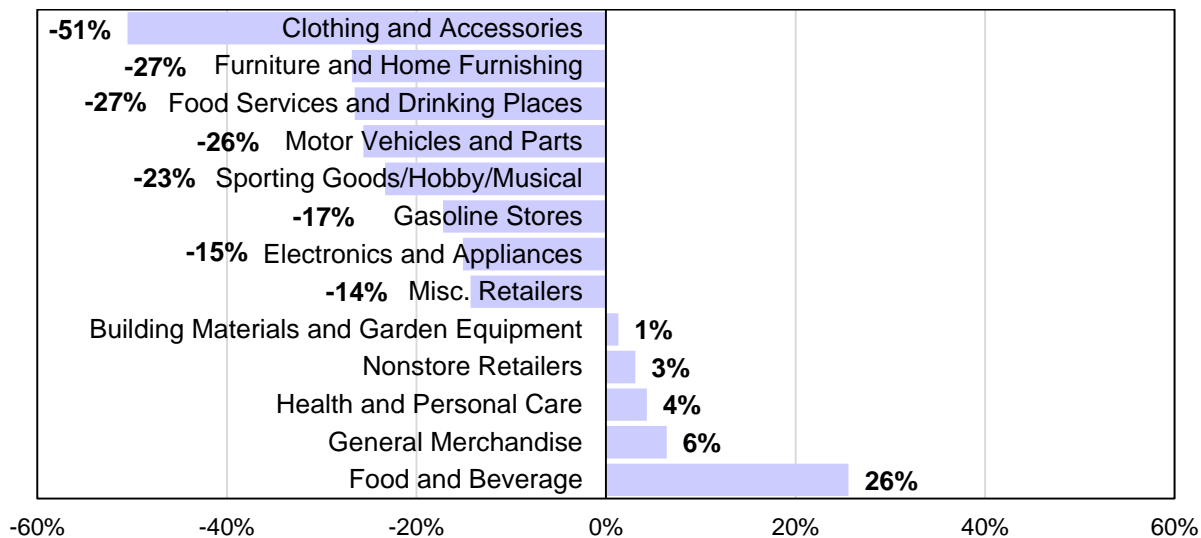 -51% Clothing and Accessories
-27% Furniture and Home Furnishing
-27% Food Services and Drinking Places
-26% Motor Vehicles and Parts
-23% Sporting Goods/Hobby/Musical
-17% Gasoline Stores
-15% Electronics and Appliances
-14% Misc. Retailers
Building Materials and Garden Equipment 1%
Nonstore Retailers 3%
Health and Personal Care 4%
General Merchandise 6%
Food and Beverage 26%
-60% -40% -20% 0% 20% 40% 60%